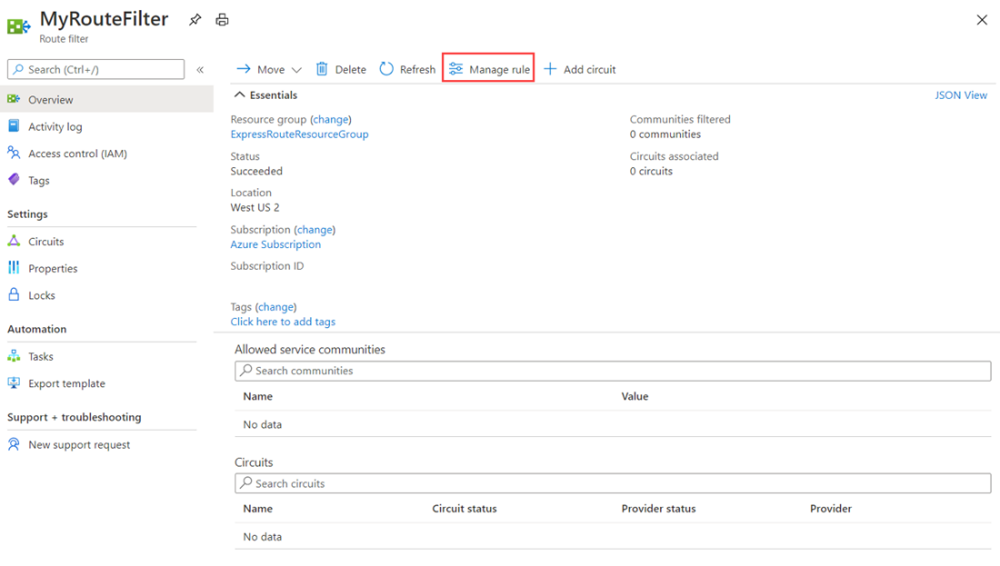 MyRouteFilter
Route filter
Search (Ctrl+/)
«
Overview
Activity log
Access control (IAM)
Tags
Settings
Circuits
Properties
Locks
Automation
Tasks
Export template
Support + troubleshooting
New support request
Move Delete Refresh Manage rule Add circuit
Essentials JSON View
Resource group (change)
ExpressRouteResourceGroup
Status
Succeeded
Location
West US 2
Subscription (change)
Azure Subscription
Subscription ID
Tags (change)
Click here to add tags
Communities filtered
0 communities
Circuits associated
0 circuits
Allowed service communities
Search communities
Name Value
No data
Circuits
Search circuits
Name Circuit status Provider status Provider
No data